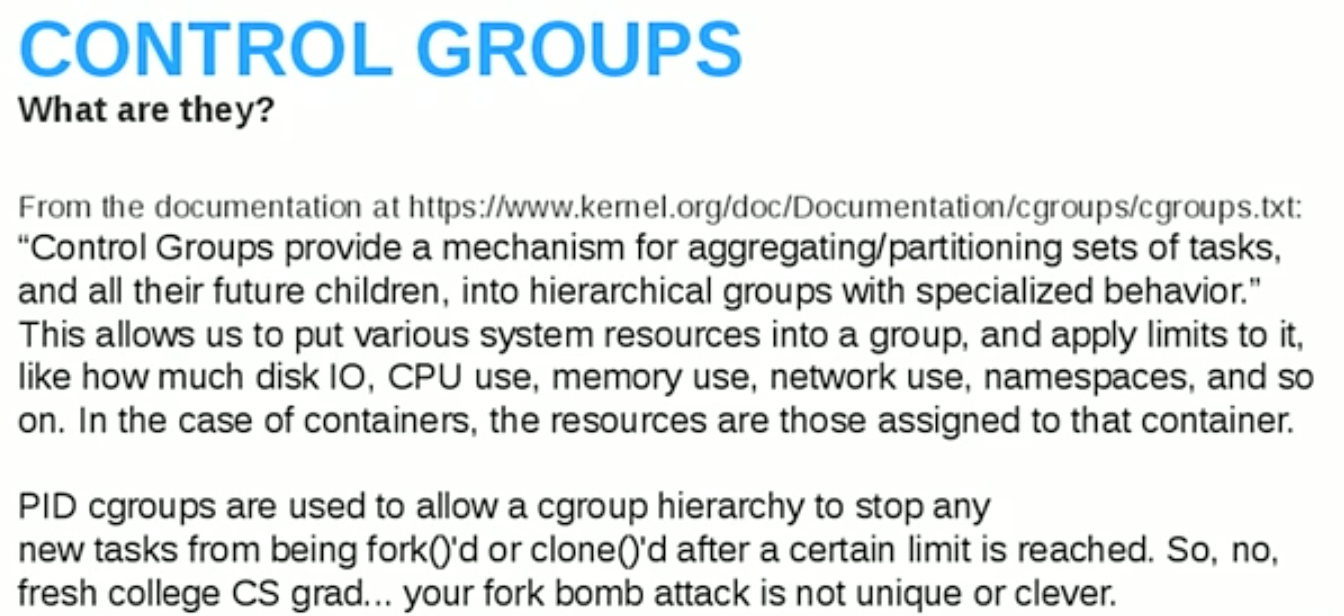 CONTROL GROUPS
What are they?
From the documentation at https://www.kernel.org/doc/Documentation/cgroups/cgroups.txt:
“Control Groups provide a mechanism for aggregating/partitioning sets of tasks,
and all their future children, into hierarchical groups with specialized behavior.”
This allows us to put various system resources into a group, and apply limits to it,
like how much disk IO, CPU use, memory use, network use, namespaces, and so
on. In the case of containers, the resources are those assigned to that container.
PID cgroups are used to allow a cgroup hierarchy to stop any
new tasks from being fork()'d or clone()'d after a certain limit is reached. So, no,
fresh college CS grad... your fork bomb attack is not unique or clever.